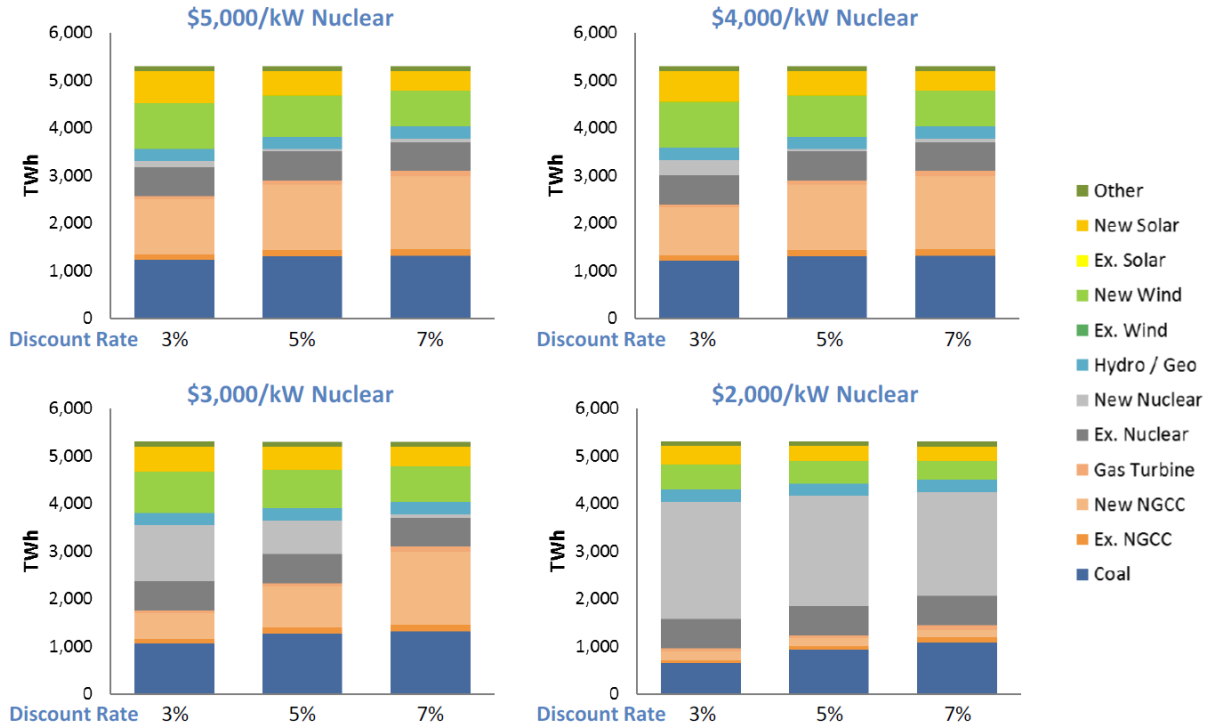 $5,000/kW Nuclear
6,000
5,000
4,000
3,000
2,000
1,000
0
TWh
Discount Rate 3% 5% 7%
$4,000/kW Nuclear
6,000
5,000
4,000
3,000
2,000
1,000
0
TWh
Discount Rate 3% 5% 7%
$3,000/kW Nuclear
6,000
5,000
4,000
3,000
2,000
1,000
0
TWh
Discount Rate 3% 5% 7%
$2,000/kW Nuclear
6,000
5,000
4,000
3,000
2,000
1,000
0
TWh
Discount Rate 3% 5% 7%
Other
New Solar
Ex. Solar
New Wind
Ex. Wind
Hydro / Geo
New Nuclear
Ex. Nuclear
Gas Turbine
New NGCC
Ex. NGCC
Coal